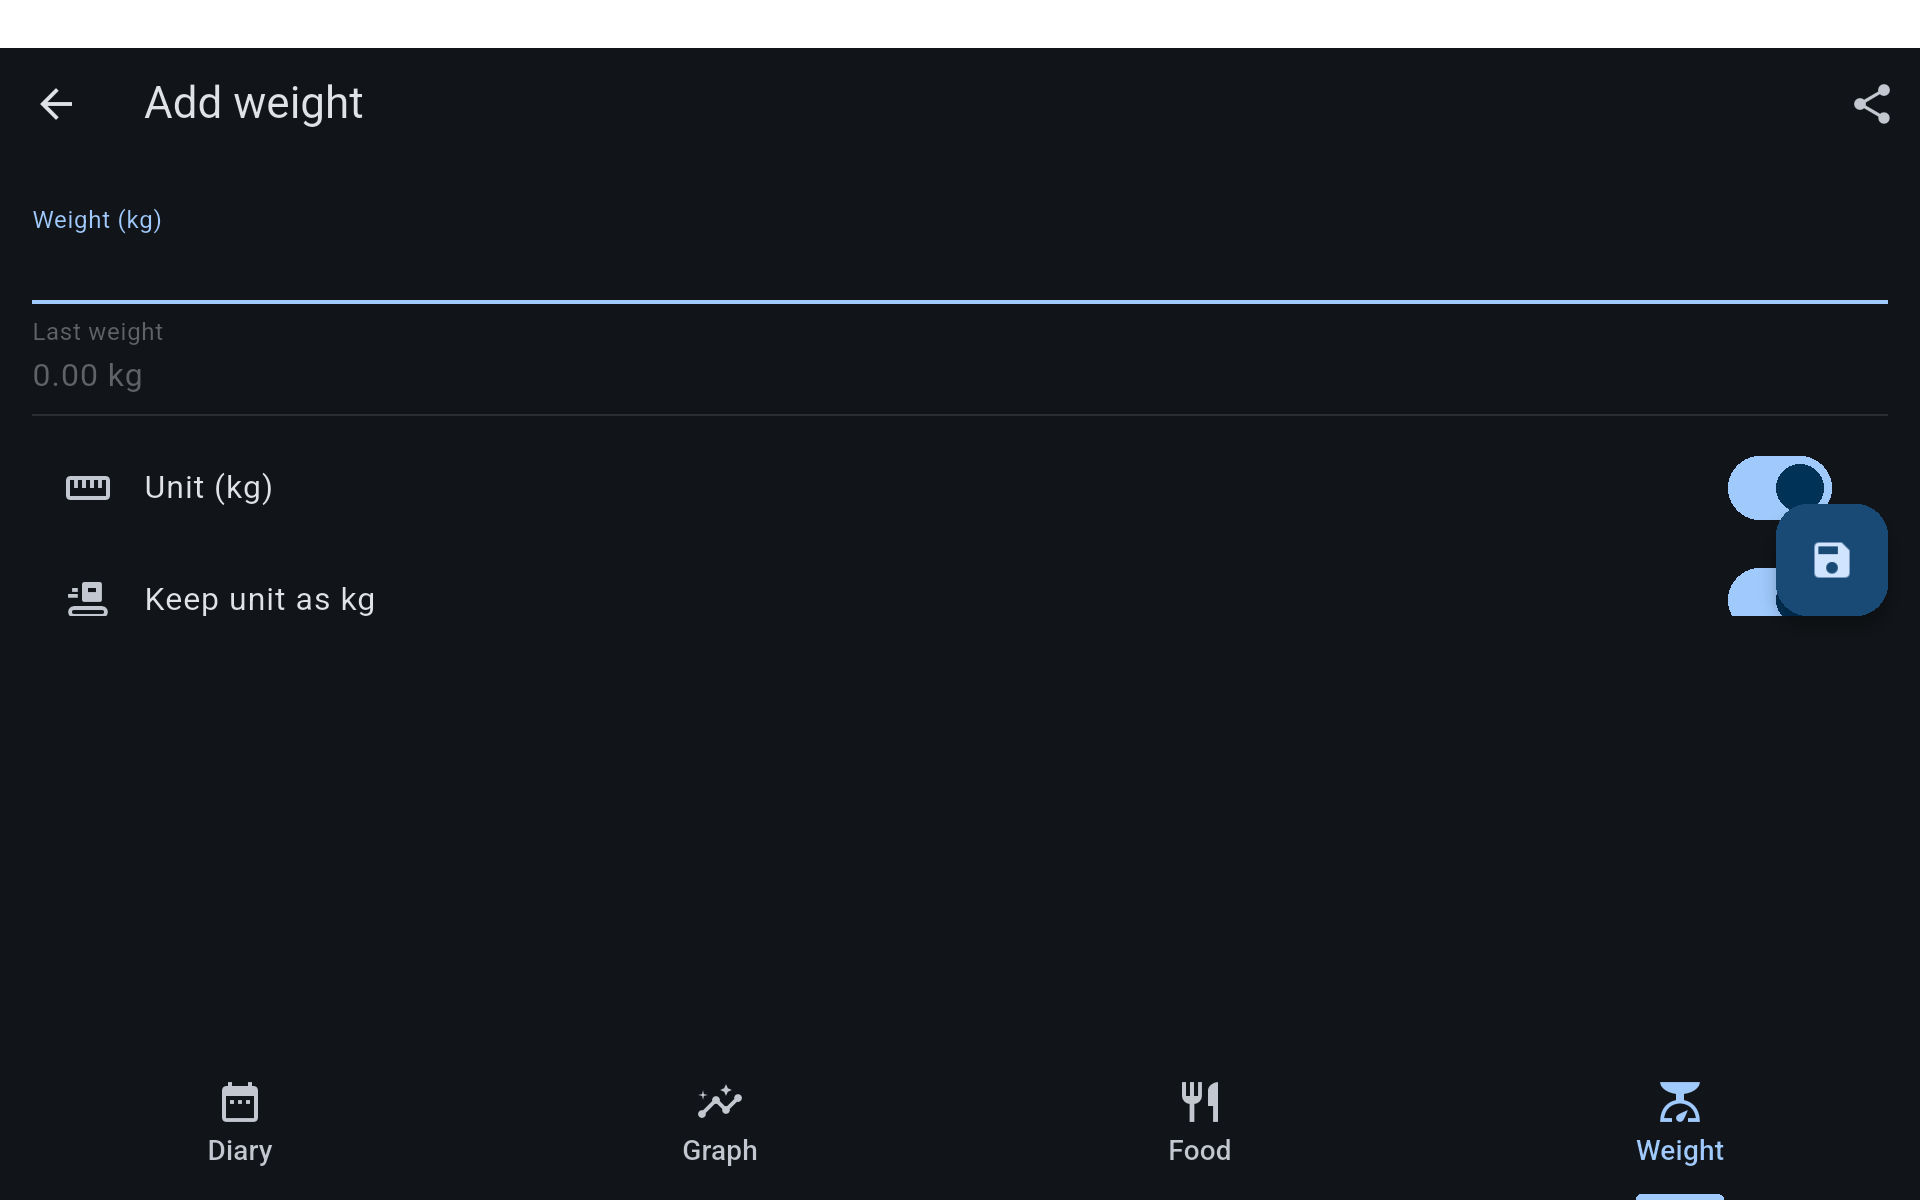 Add weight
Weight (kg)
Last weight
0.00 kg
Unit (kg)
Keep unit as kg
Diary
Graph
Food
Weight